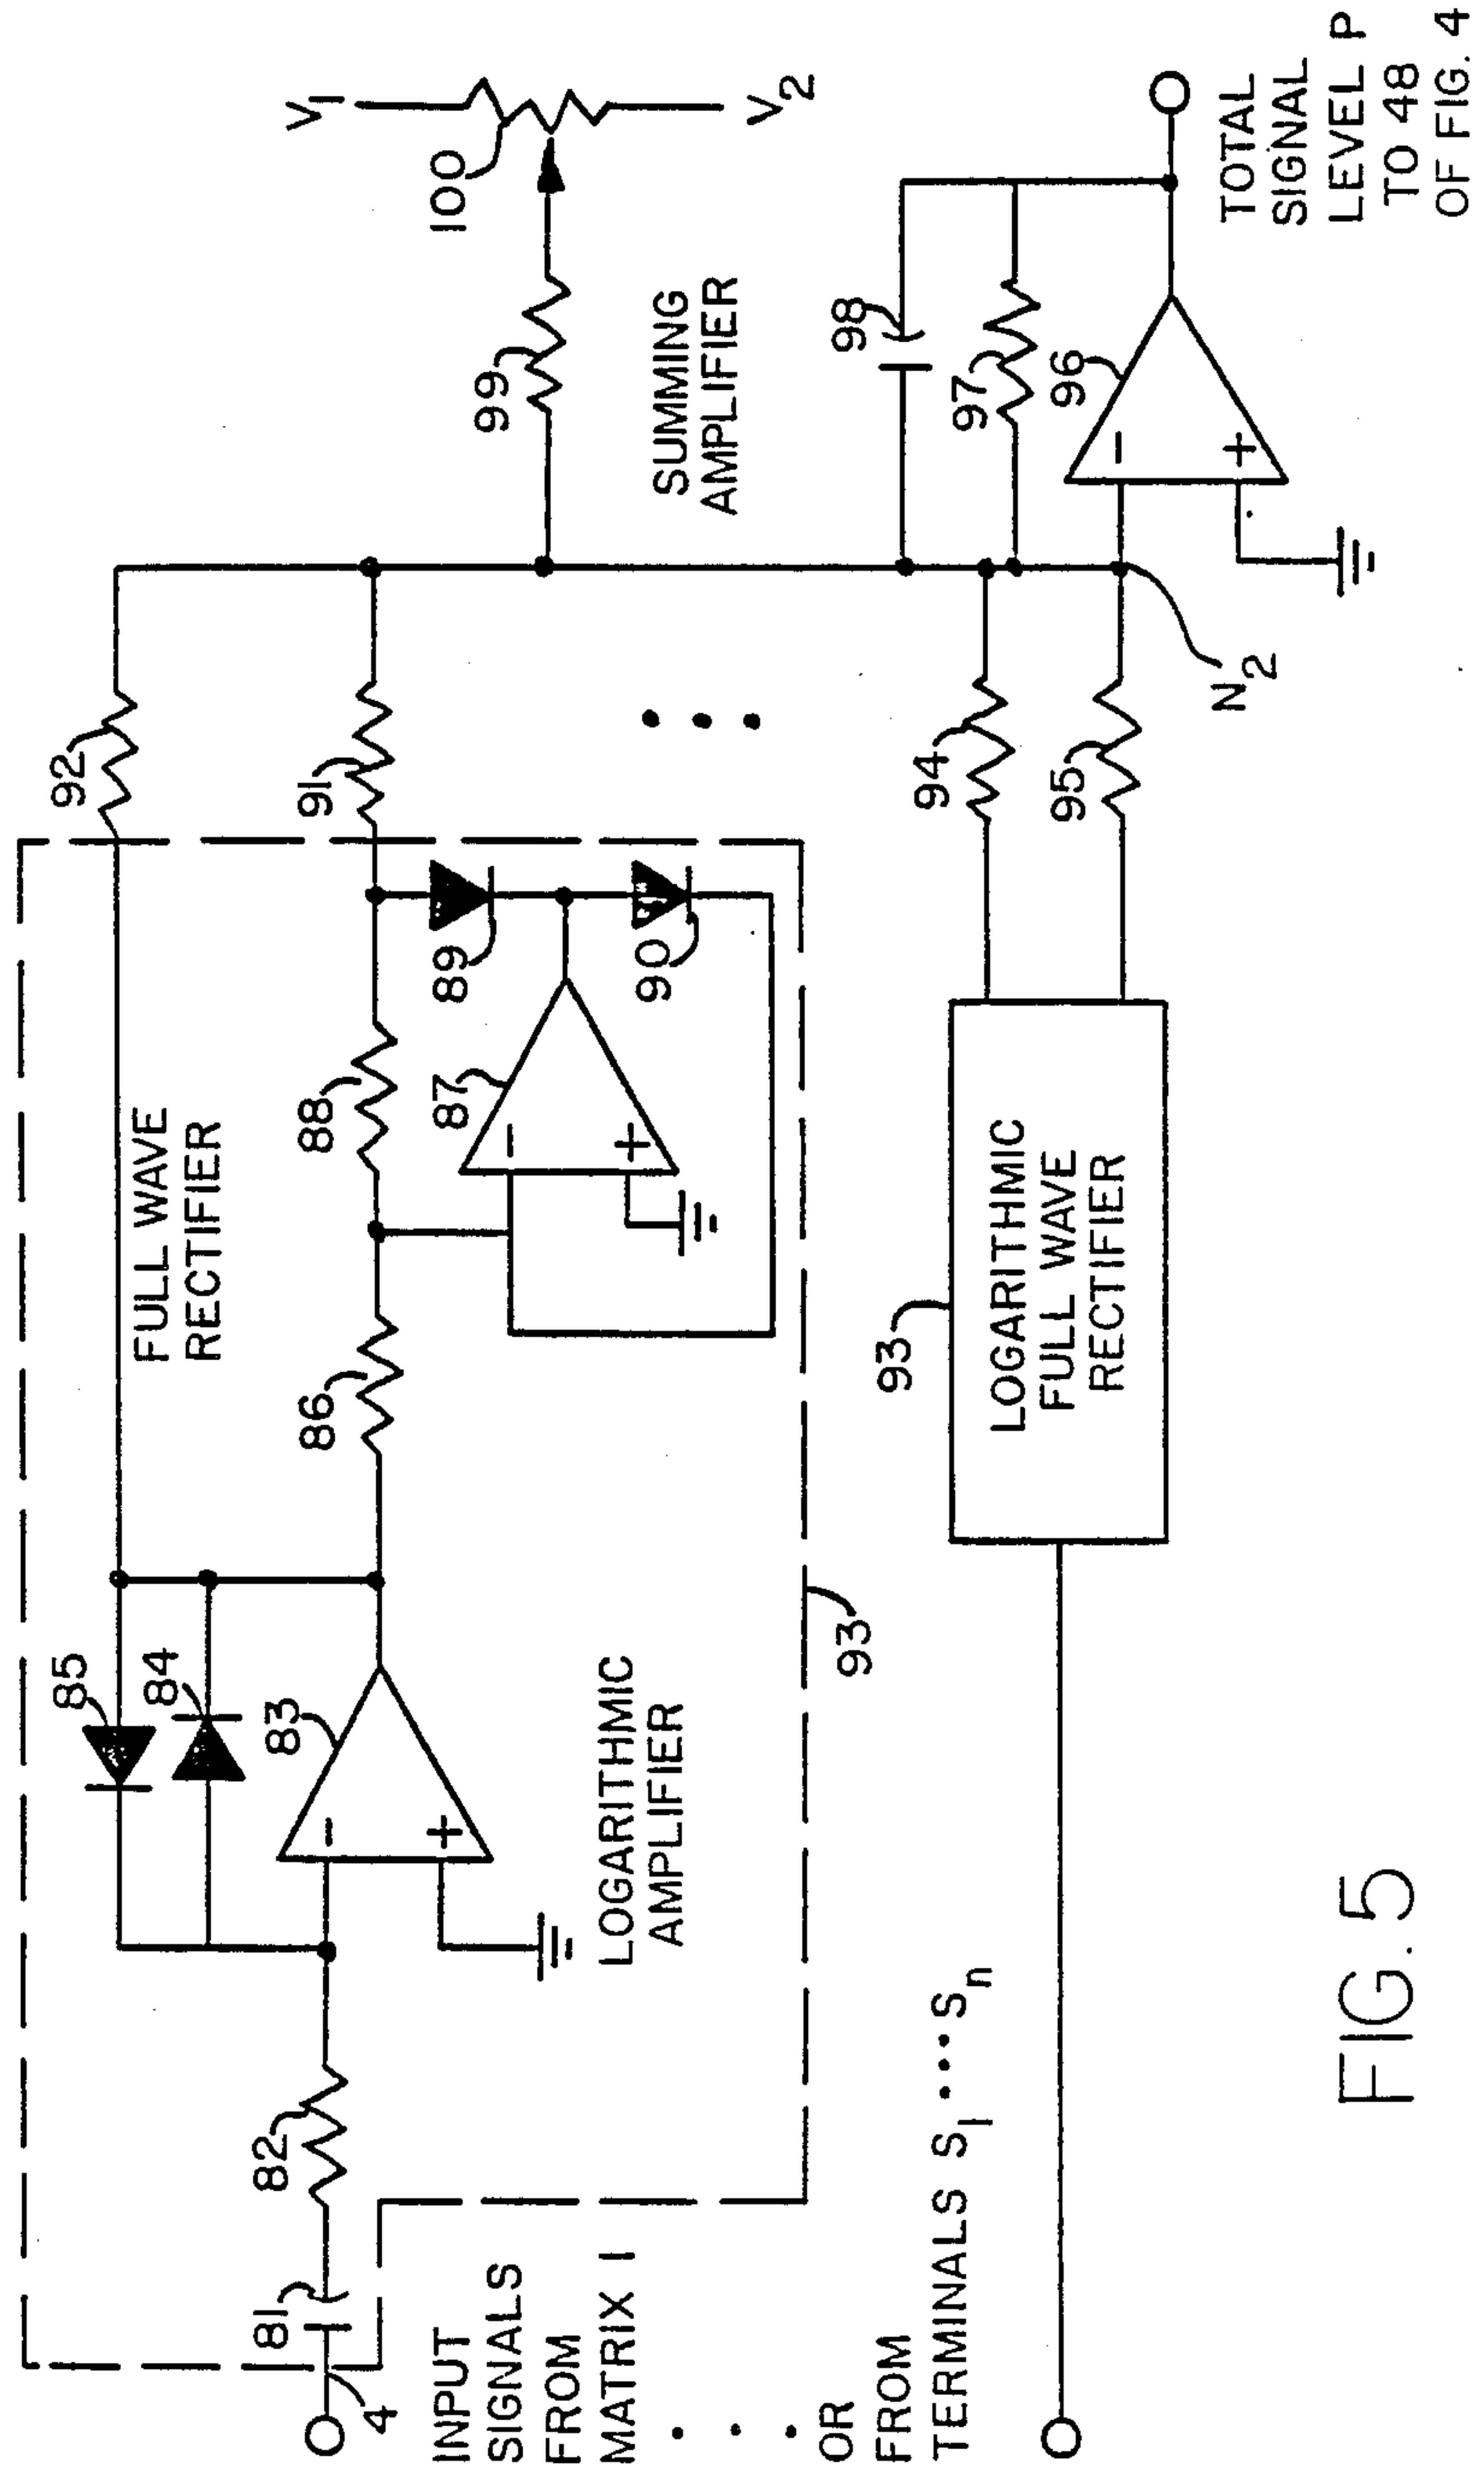 V1
100
V2
99
SUMMING
AMPLIFIER
98
97
96
−
+
TOTAL
SIGNAL
LEVEL P
TO 48
OF FIG. 4
92
91
94
95
N2
FULL WAVE
RECTIFIER
89
90
88
87
−
+
86
85
84
83
−
+
LOGARITHMIC
AMPLIFIER
93
93
LOGARITHMIC
FULL WAVE
RECTIFIER
82
81
4
INPUT
SIGNALS
FROM
MATRIX 1
OR
FROM
TERMINALS S1 ... Sn
FIG. 5